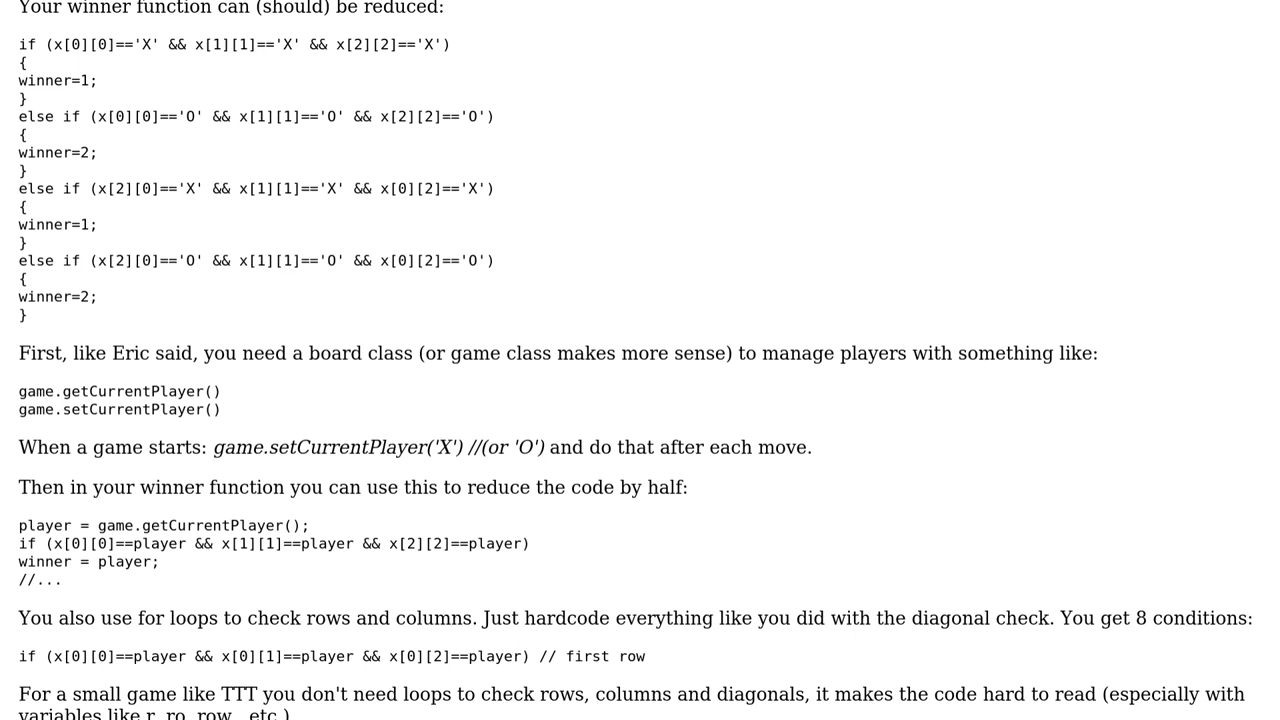 Your winner function can (should) be reduced:
if (x[0][0]=='X' && x[1][1]=='X' && x[2][2]=='X')
{
winner=1;
}
else if (x[0][0]=='O' && x[1][1]=='O' && x[2][2]=='O')
{
winner=2;
}
else if (x[2][0]=='X' && x[1][1]=='X' && x[0][2]=='X')
{
winner=1;
}
else if (x[2][0]=='O' && x[1][1]=='O' && x[0][2]=='O')
{
winner=2;
}
First, like Eric said, you need a board class (or game class makes more sense) to manage players with something like:
game.getCurrentPlayer()
game.setCurrentPlayer()
When a game starts: game.setCurrentPlayer('X') //(or 'O') and do that after each move.
Then in your winner function you can use this to reduce the code by half:
player = game.getCurrentPlayer();
if (x[0][0]==player && x[1][1]==player && x[2][2]==player)
winner = player;
//...
You also use for loops to check rows and columns. Just hardcode everything like you did with the diagonal check. You get 8 conditions:
if (x[0][0]==player && x[0][1]==player && x[0][2]==player) // first row
For a small game like TTT you don't need loops to check rows, columns and diagonals, it makes the code hard to read (especially with
variables like r, ro, row.. etc.)